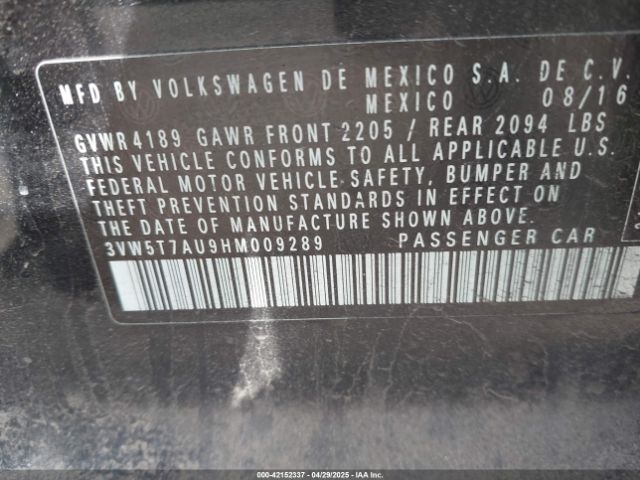 MFD BY VOLKSWAGEN DE MEXICO S.A. DE C.V.
MEXICO 08/16
GVWR4189 GAWR FRONT 2205 / REAR 2094 LBS
THIS VEHICLE CONFORMS TO ALL APPLICABLE U.S.
FEDERAL MOTOR VEHICLE SAFETY, BUMPER AND
THEFT PREVENTION STANDARDS IN EFFECT ON
THE DATE OF MANUFACTURE SHOWN ABOVE.
3VW5T7AU9HM009289 PASSENGER CAR
000-42152337 | 04/29/2025 - IAA Inc.